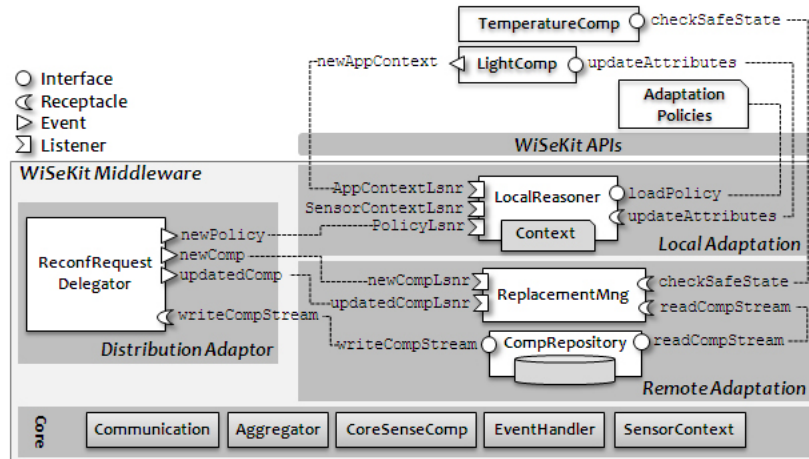 TemperatureComp checkSafeState
newAppContext LightComp updateAttributes
Interface
Receptacle
Event
Listener
Adaptation
Policies
WiSeKit APIs
WiSeKit Middleware
AppContextLsnr
SensorContextLsnr
PolicyLsnr
LocalReasoner
Context
loadPolicy
updateAttributes
Local Adaptation
ReconfRequest
Delegator
newPolicy
newComp
updatedComp
writeCompStream
Distribution Adaptor
newCompLsnr
updatedCompLsnr
ReplacementMng
checkSafeState
readCompStream
writeCompStream
CompRepository
readCompStream
Remote Adaptation
Core
Communication
Aggregator
CoreSenseComp
EventHandler
SensorContext